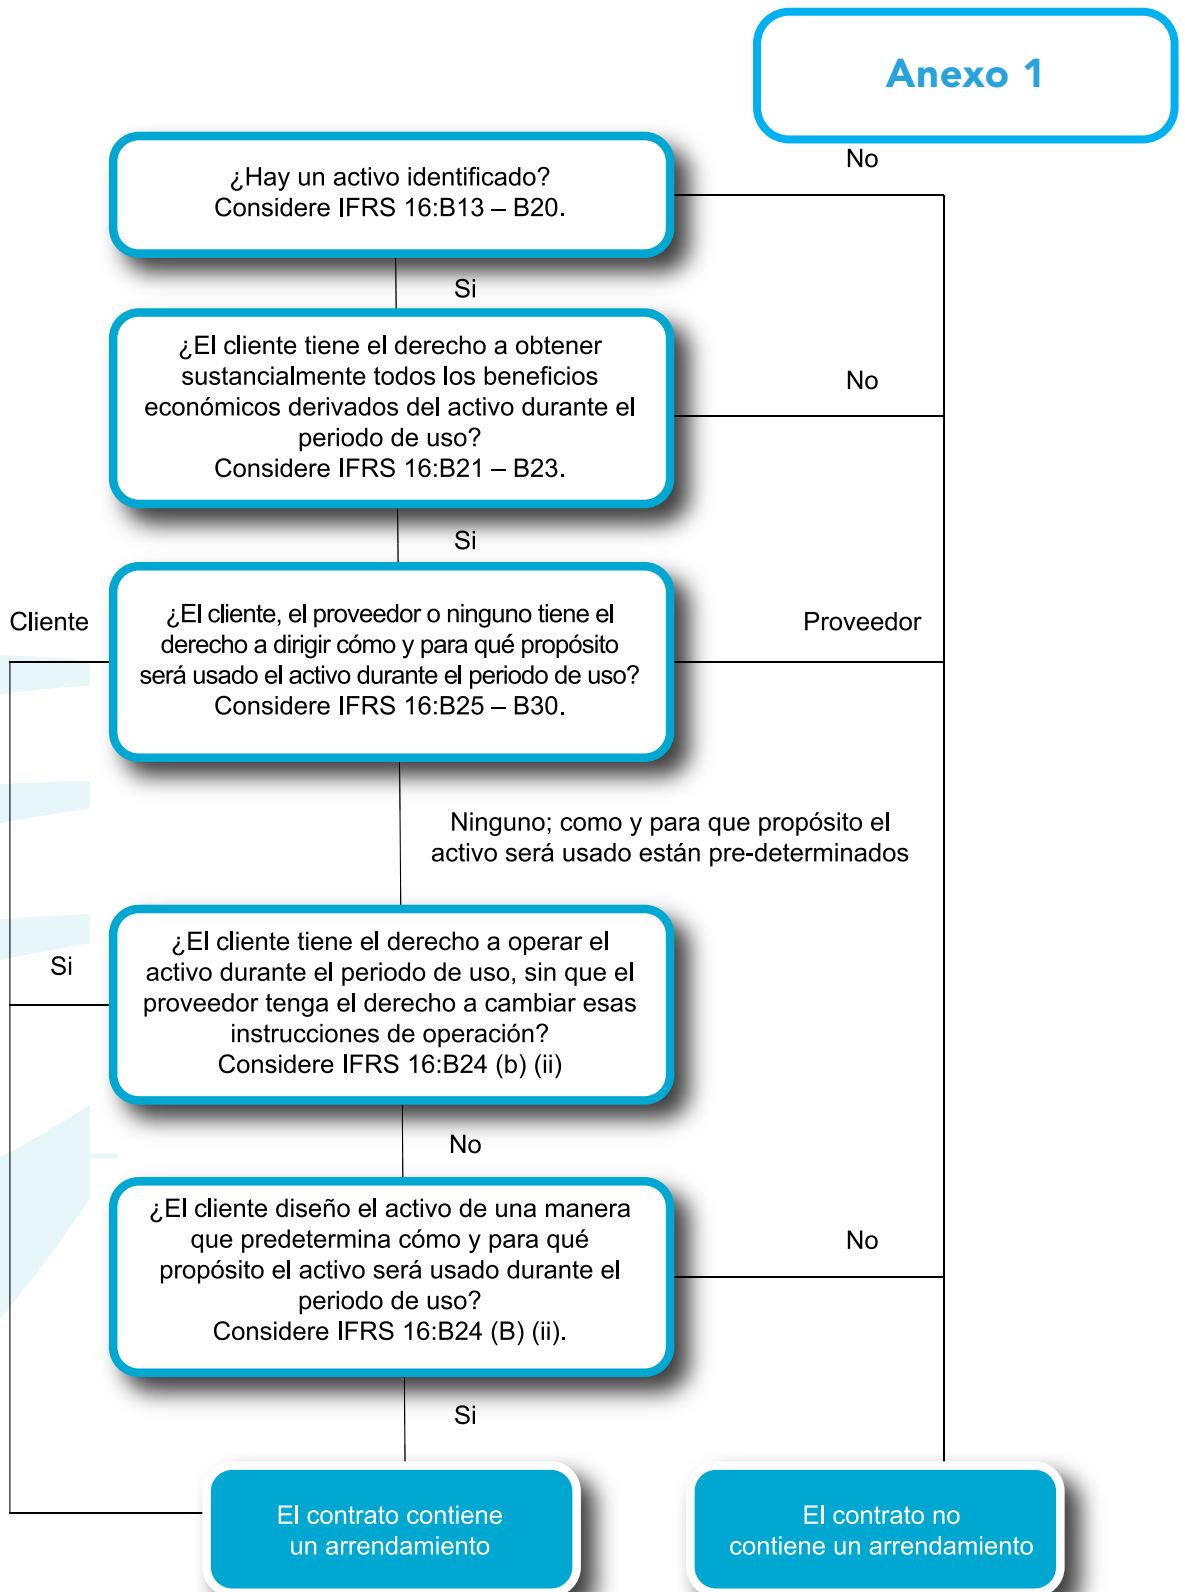 Anexo 1
No
¿Hay un activo identificado?
Considere IFRS 16:B13 – B20.
Si
¿El cliente tiene el derecho a obtener
sustancialmente todos los beneficios
económicos derivados del activo durante el
periodo de uso?
Considere IFRS 16:B21 – B23.
No
Si
Cliente
¿El cliente, el proveedor o ninguno tiene el
derecho a dirigir cómo y para qué propósito
será usado el activo durante el periodo de uso?
Considere IFRS 16:B25 – B30.
Proveedor
Ninguno; como y para que propósito el
activo será usado están pre-determinados
Si
¿El cliente tiene el derecho a operar el
activo durante el periodo de uso, sin que el
proveedor tenga el derecho a cambiar esas
instrucciones de operación?
Considere IFRS 16:B24 (b) (ii)
No
¿El cliente diseño el activo de una manera
que predetermina cómo y para qué
propósito el activo será usado durante el
periodo de uso?
Considere IFRS 16:B24 (B) (ii).
No
Si
El contrato contiene
un arrendamiento
El contrato no
contiene un arrendamiento